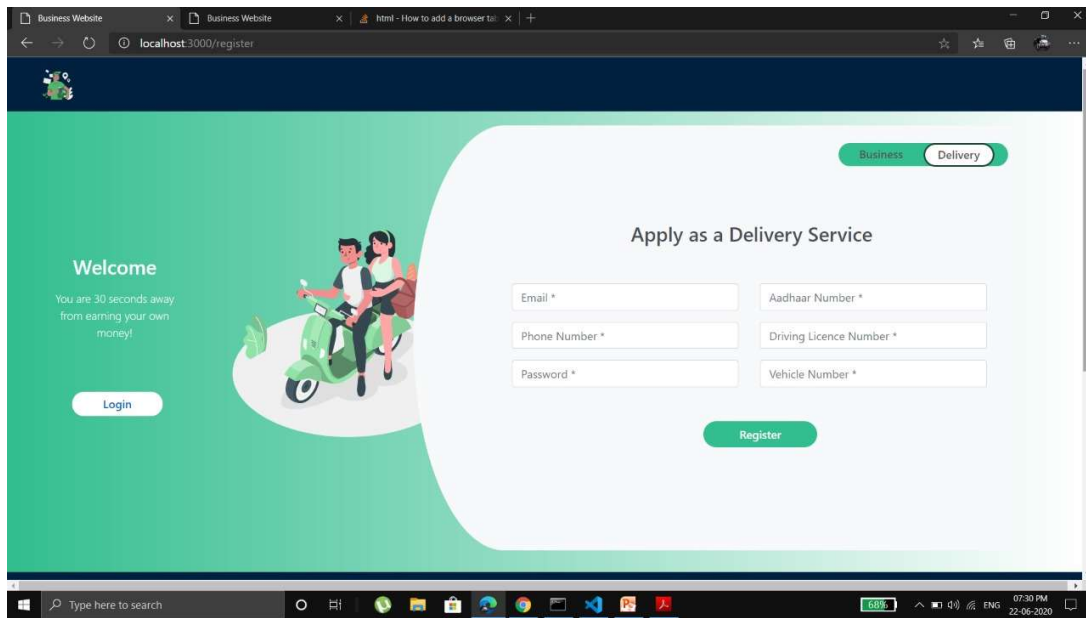 Business Website
Business Website
html - How to add a browser tab
localhost:3000/register
Business
Delivery
Apply as a Delivery Service
Welcome
You are 30 seconds away
from earning your own
money!
Login
Email *
Aadhaar Number *
Phone Number *
Driving Licence Number *
Password *
Vehicle Number *
Register
Type here to search
68%
ENG
07:30 PM
22-06-2020